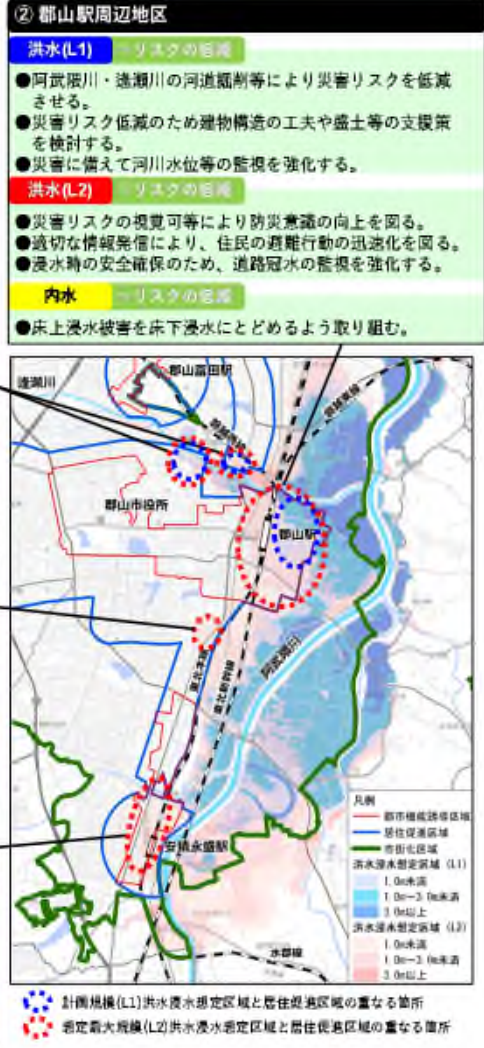 ② 郡山駅周辺地区
洪水(L1) →リスクの低減
●阿武隈川・逢瀬川の河道掘削等により災害リスクを低減
させる。
●災害リスク低減のため建物構造の工夫や盛土等の支援策
を検討する。
●災害に備えて河川水位等の監視を強化する。
洪水(L2) →リスクの低減
●災害リスクの視覚可等により防災意識の向上を図る。
●適切な情報発信により、住民の避難行動の迅速化を図る。
●浸水時の安全確保のため、道路冠水の監視を強化する。
内水 →リスクの低減
●床上浸水被害を床下浸水にとどめるよう取り組む。
逢瀬川
郡山富田駅
磐越西線
磐越東線
郡山市役所
郡山駅
東北本線
東北新幹線
阿武隈川
安積永盛駅
水郡線
凡例
都市機能誘導区域
居住促進区域
市街化区域
洪水浸水想定区域 (L1)
1.0m未満
1.0m~3.0m未満
3.0m以上
洪水浸水想定区域 (L2)
1.0m未満
1.0m~3.0m未満
3.0m以上
計画規模(L1)洪水浸水想定区域と居住促進区域の重なる箇所
想定最大規模(L2)洪水浸水想定区域と居住促進区域の重なる箇所